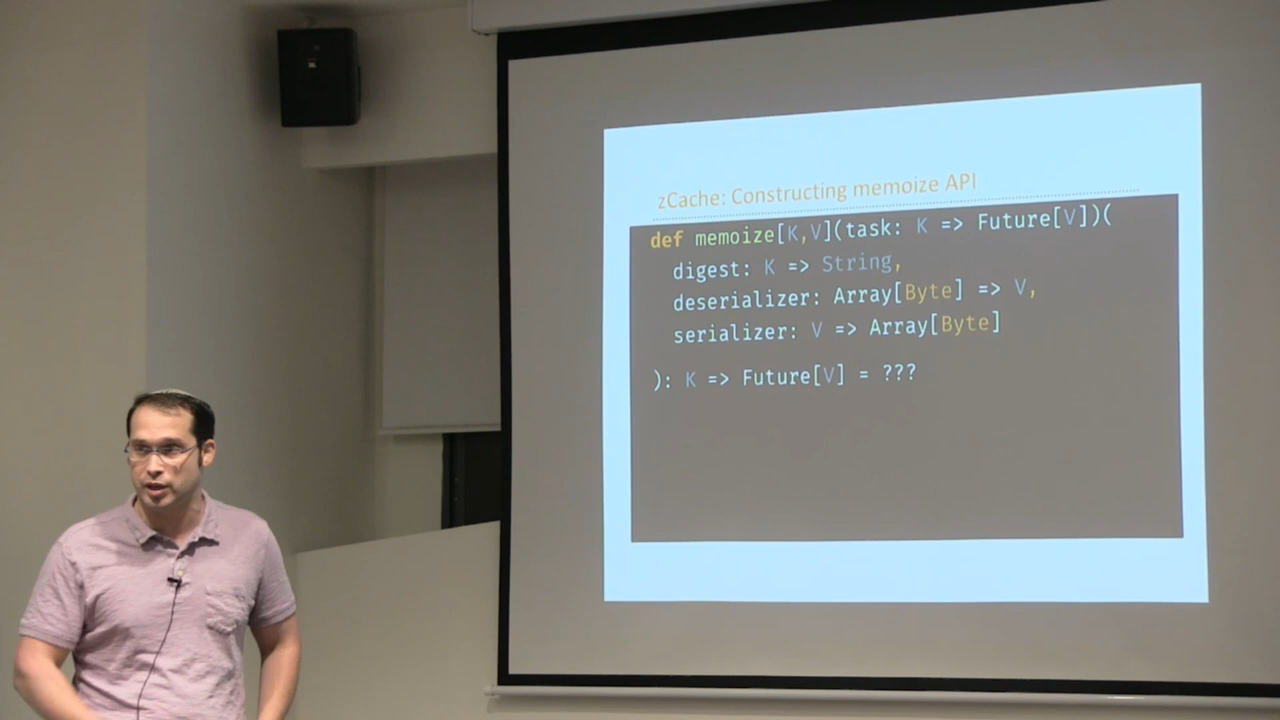 zCache: Constructing memoize API
def memoize[K,V](task: K => Future[V])(
digest: K => String,
deserializer: Array[Byte] => V,
serializer: V => Array[Byte]
): K => Future[V] = ???